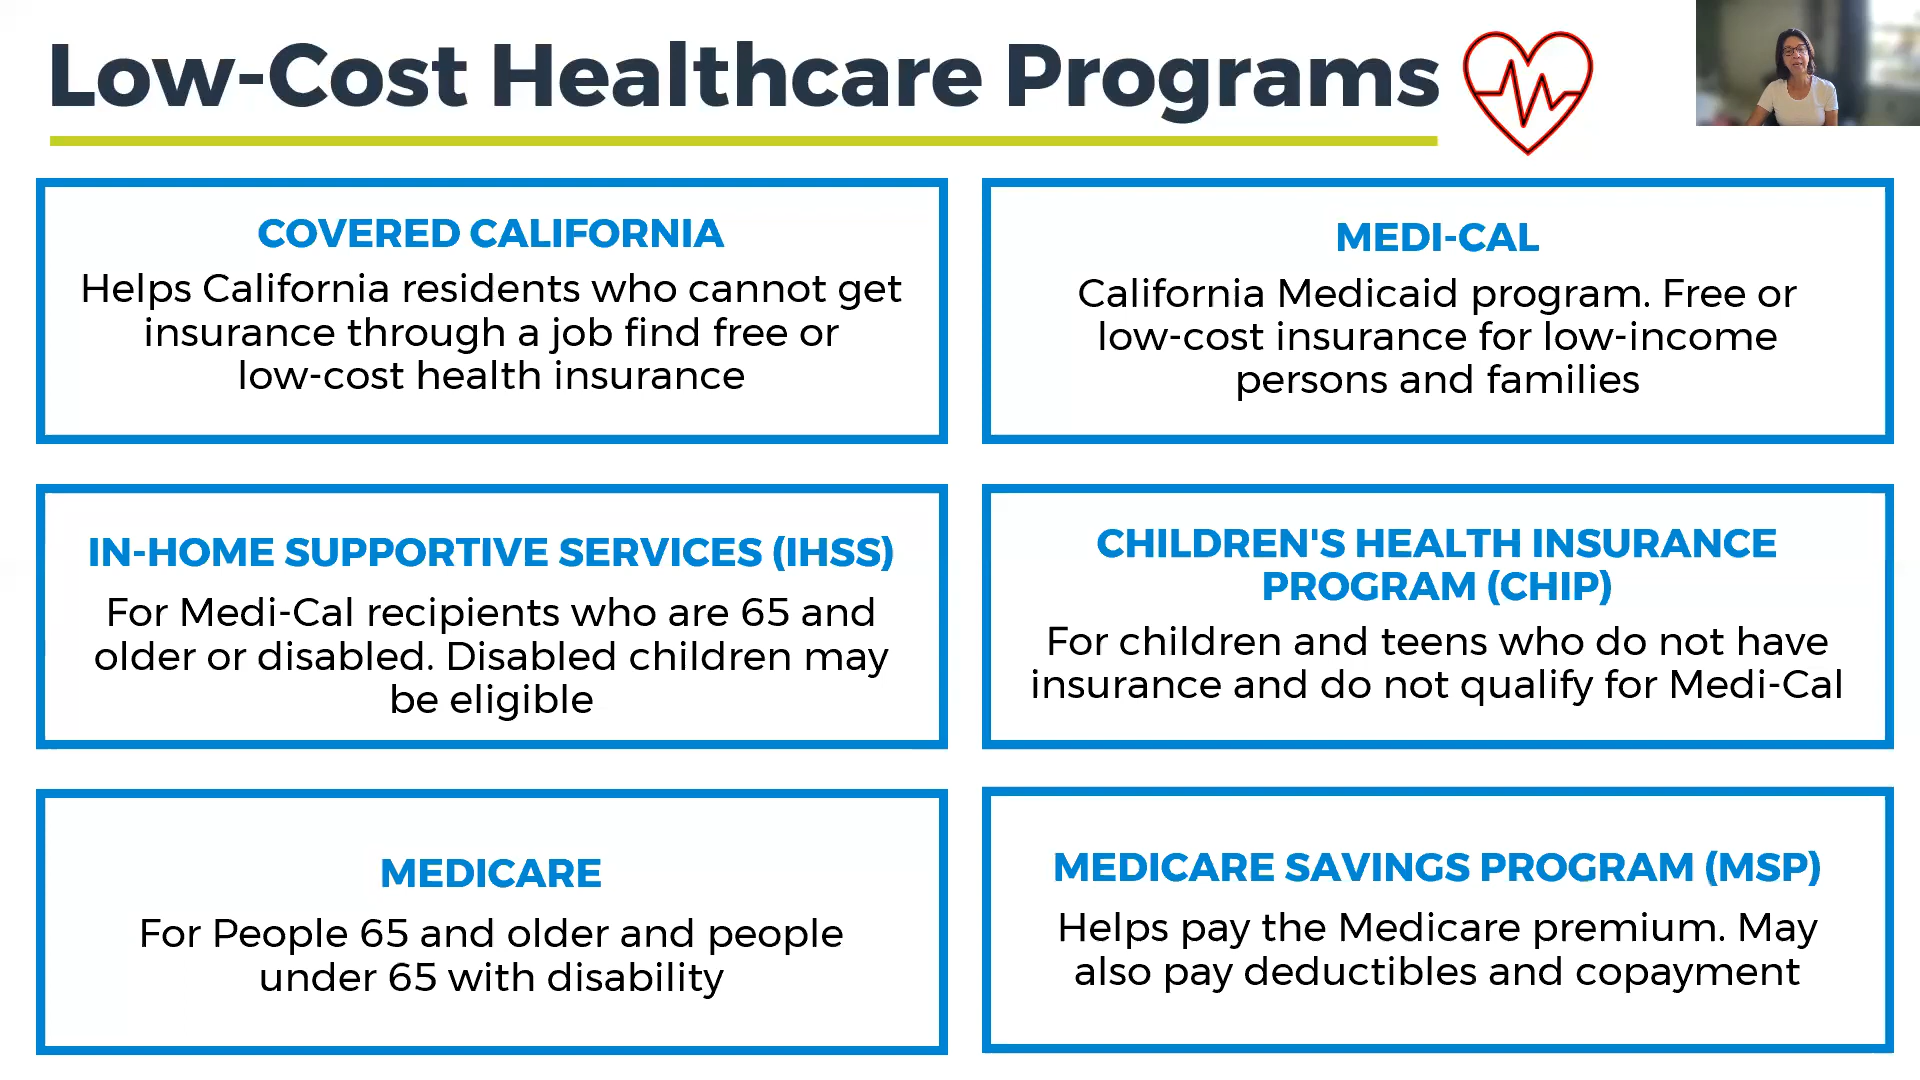 Low-Cost Healthcare Programs
COVERED CALIFORNIA
Helps California residents who cannot get
insurance through a job find free or
low-cost health insurance
MEDI-CAL
California Medicaid program. Free or
low-cost insurance for low-income
persons and families
IN-HOME SUPPORTIVE SERVICES (IHSS)
For Medi-Cal recipients who are 65 and
older or disabled. Disabled children may
be eligible
CHILDREN'S HEALTH INSURANCE
PROGRAM (CHIP)
For children and teens who do not have
insurance and do not qualify for Medi-Cal
MEDICARE
For People 65 and older and people
under 65 with disability
MEDICARE SAVINGS PROGRAM (MSP)
Helps pay the Medicare premium. May
also pay deductibles and copayment